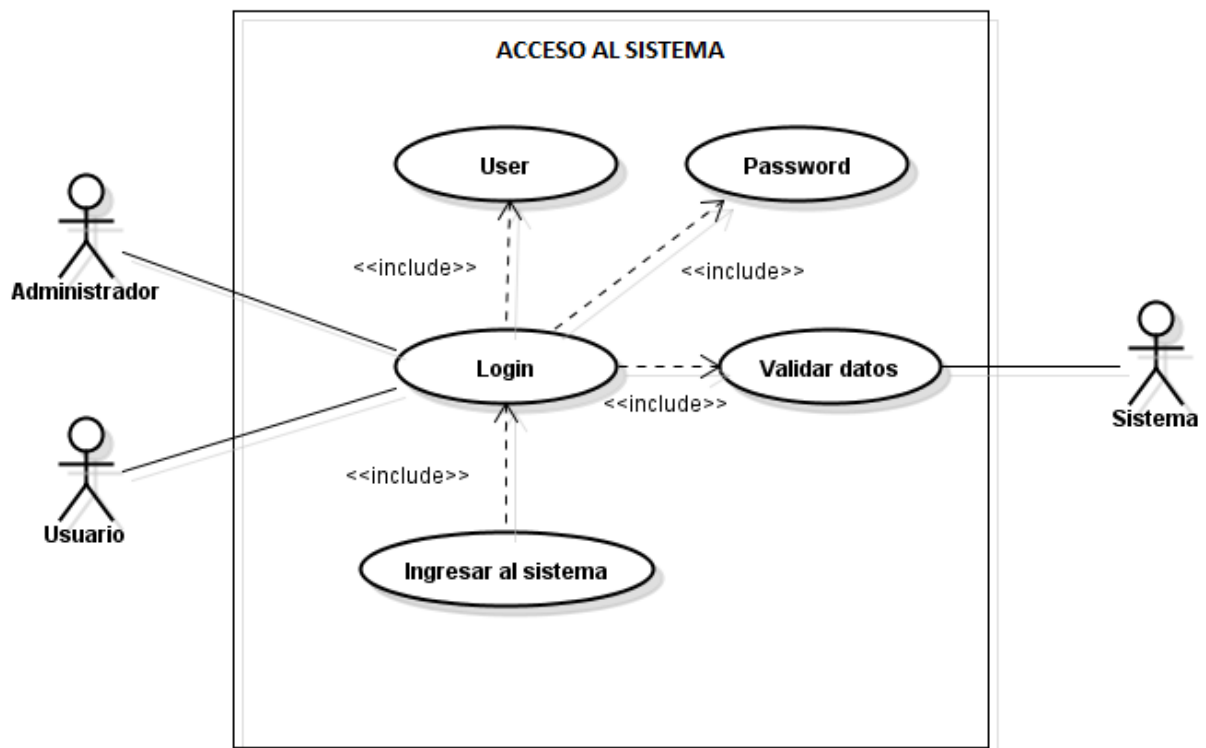 ACCESO AL SISTEMA
User
Password
Administrador
<<include>>
<<include>>
Login
Validar datos
<<include>>
Sistema
Usuario
<<include>>
Ingresar al sistema